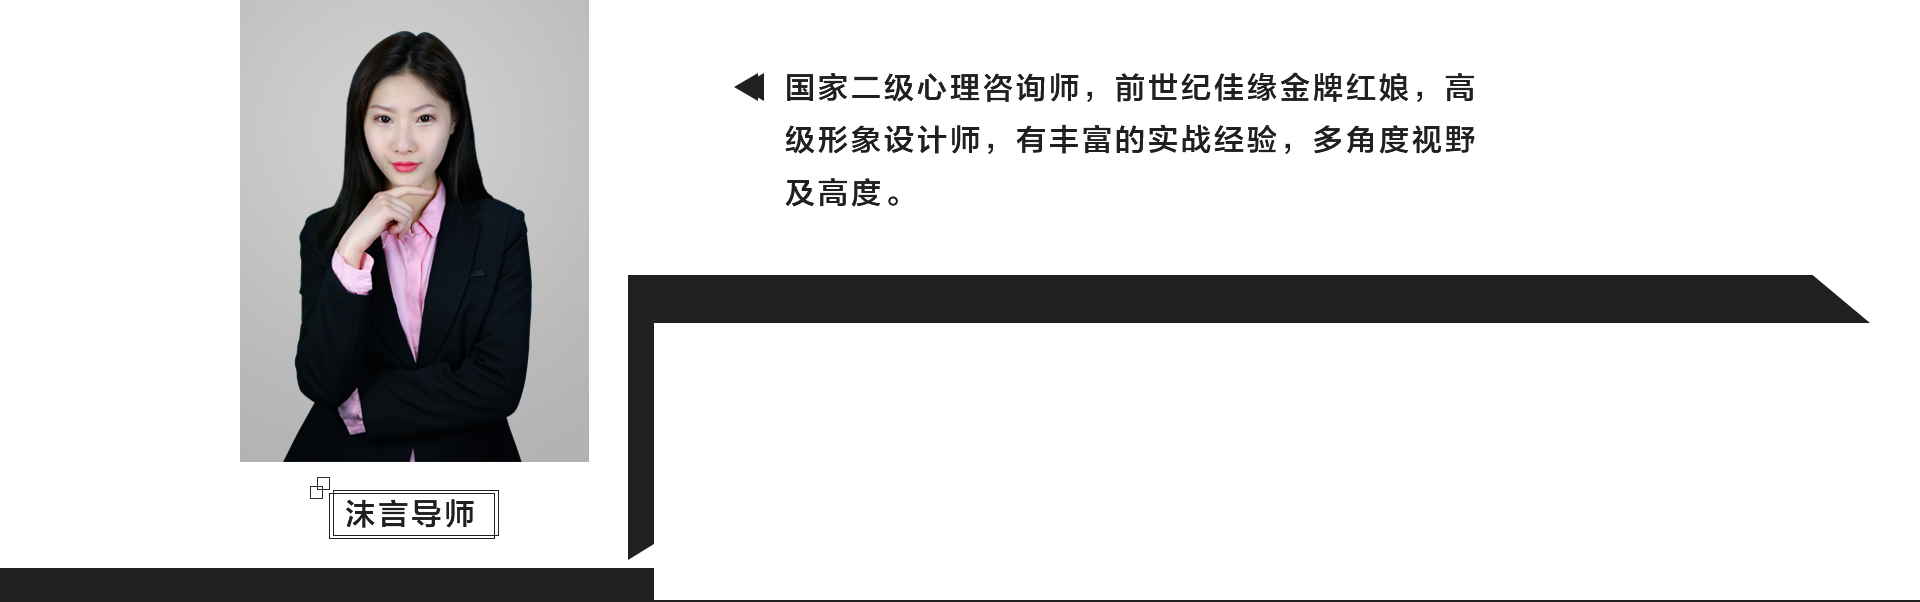 国家二级心理咨询师，前世纪佳缘金牌红娘，高
级形象设计师，有丰富的实战经验，多角度视野
及高度。
沫言导师